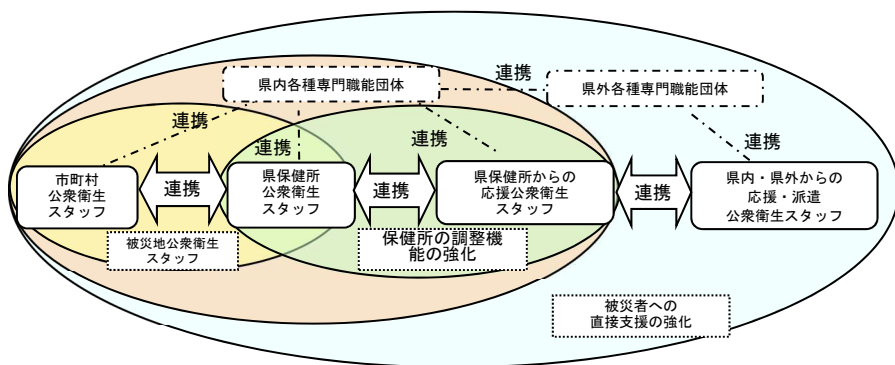 連携
県内各種専門職能団体
県外各種専門職能団体
連携
連携
連携
連携
市町村
公衆衛生
スタッフ
連携
県保健所
公衆衛生
スタッフ
連携
県保健所からの
応援公衆衛生
スタッフ
連携
県内・県外からの
応援・派遣
公衆衛生スタッフ
被災地公衆衛生
スタッフ
保健所の調整機
能の強化
被災者への
直接支援の強化